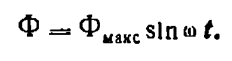 Φ = Φмакс sin ω t.